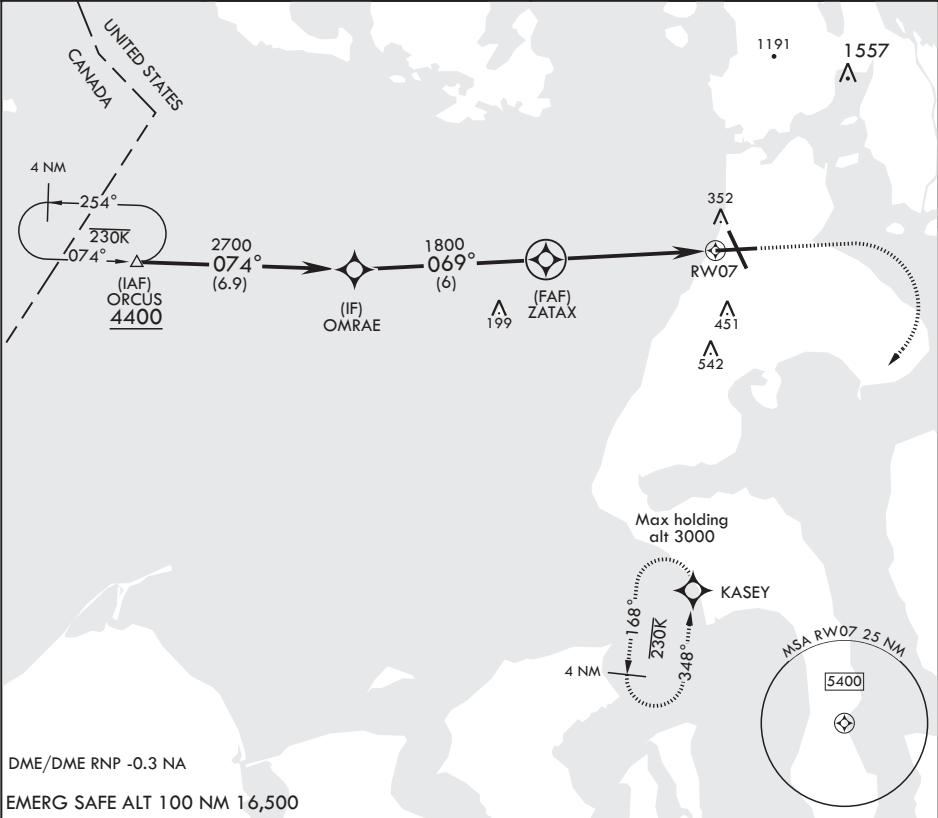 UNITED STATES
CANADA
1191
1557
4 NM
254°
230K
074°
(IAF)
ORCUS
4400
2700
074°
(6.9)
(IF)
OMRAE
1800
069°
(6)
199
(FAF)
ZATAX
352
RW07
451
542
Max holding
alt 3000
KASEY
168°
230K
348°
4 NM
MSA RW07 25 NM
5400
DME/DME RNP -0.3 NA
EMERG SAFE ALT 100 NM 16,500